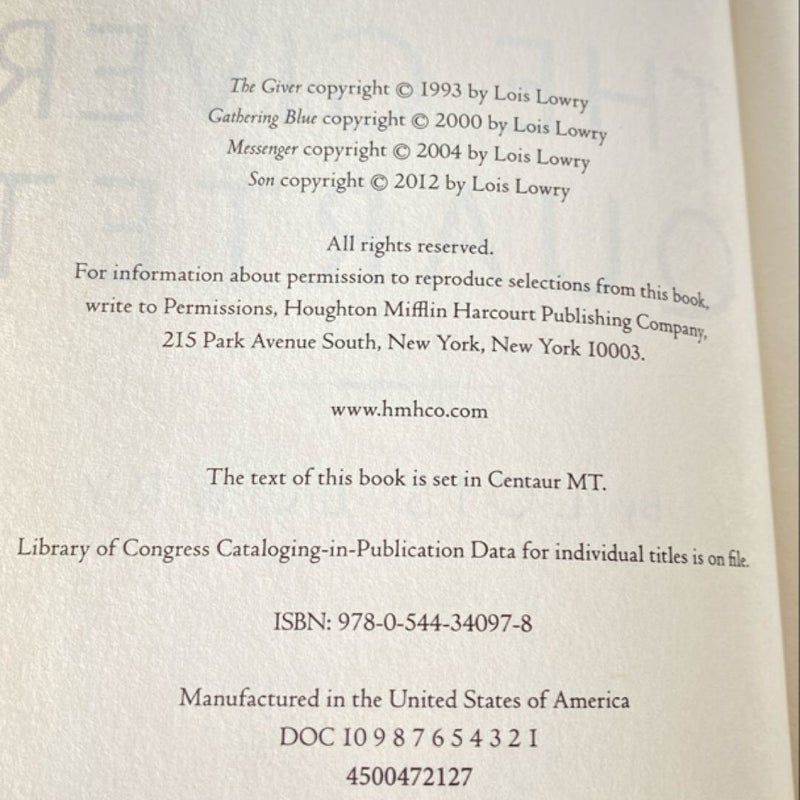 The Giver copyright © 1993 by Lois Lowry
Gathering Blue copyright © 2000 by Lois Lowry
Messenger copyright © 2004 by Lois Lowry
Son copyright © 2012 by Lois Lowry
All rights reserved.
For information about permission to reproduce selections from this book,
write to Permissions, Houghton Mifflin Harcourt Publishing Company,
215 Park Avenue South, New York, New York 10003.
www.hmhco.com
The text of this book is set in Centaur MT.
Library of Congress Cataloging-in-Publication Data for individual titles is on file.
ISBN: 978-0-544-34097-8
Manufactured in the United States of America
DOC 10 9 8 7 6 5 4 3 2 1
4500472127